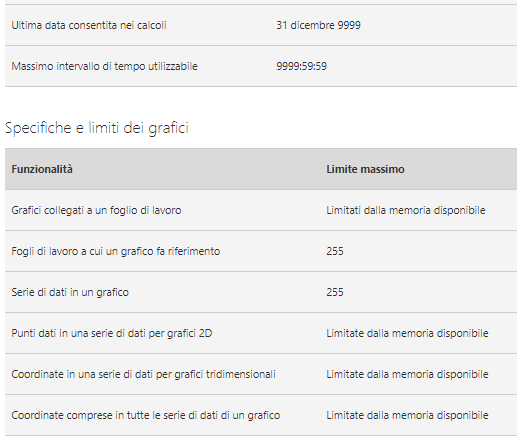 Ultima data consentita nei calcoli 31 dicembre 9999
Massimo intervallo di tempo utilizzabile 9999:59:59
Specifiche e limiti dei grafici
Funzionalità Limite massimo
Grafici collegati a un foglio di lavoro Limitati dalla memoria disponibile
Fogli di lavoro a cui un grafico fa riferimento 255
Serie di dati in un grafico 255
Punti dati in una serie di dati per grafici 2D Limitate dalla memoria disponibile
Coordinate in una serie di dati per grafici tridimensionali Limitate dalla memoria disponibile
Coordinate comprese in tutte le serie di dati di un grafico Limitate dalla memoria disponibile